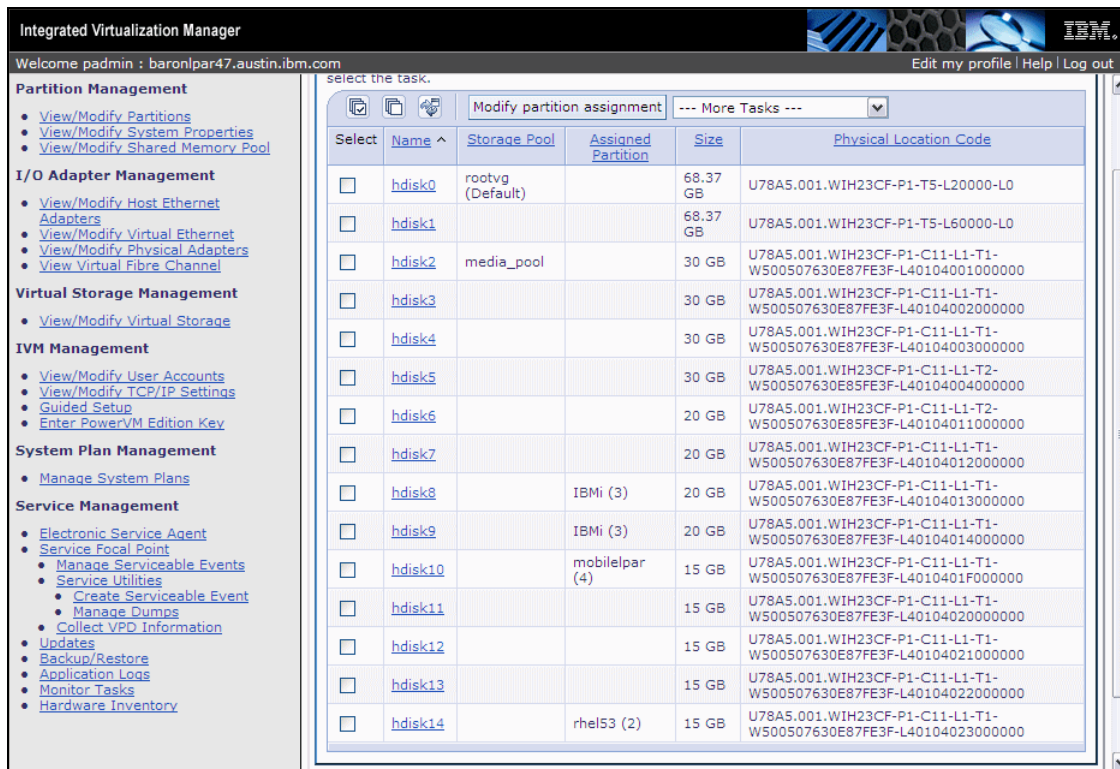 Integrated Virtualization Manager
IBM.
Welcome padmin : baronlpar47.austin.ibm.com
Edit my profile | Help | Log out
Partition Management
View/Modify Partitions
View/Modify System Properties
View/Modify Shared Memory Pool
I/O Adapter Management
View/Modify Host Ethernet
Adapters
View/Modify Virtual Ethernet
View/Modify Physical Adapters
View Virtual Fibre Channel
Virtual Storage Management
View/Modify Virtual Storage
IVM Management
View/Modify User Accounts
View/Modify TCP/IP Settings
Guided Setup
Enter PowerVM Edition Key
System Plan Management
Manage System Plans
Service Management
Electronic Service Agent
Service Focal Point
Manage Serviceable Events
Service Utilities
Create Serviceable Event
Manage Dumps
Collect VPD Information
Updates
Backup/Restore
Application Logs
Monitor Tasks
Hardware Inventory
select the task.
Modify partition assignment --- More Tasks ---
Select Name ^ Storage Pool Assigned Partition Size Physical Location Code
hdisk0 rootvg (Default) 68.37 GB U78A5.001.WIH23CF-P1-T5-L20000-L0
hdisk1 68.37 GB U78A5.001.WIH23CF-P1-T5-L60000-L0
hdisk2 media_pool 30 GB U78A5.001.WIH23CF-P1-C11-L1-T1-
W500507630E87FE3F-L40104001000000
hdisk3 30 GB U78A5.001.WIH23CF-P1-C11-L1-T1-
W500507630E87FE3F-L40104002000000
hdisk4 30 GB U78A5.001.WIH23CF-P1-C11-L1-T1-
W500507630E87FE3F-L40104003000000
hdisk5 30 GB U78A5.001.WIH23CF-P1-C11-L1-T2-
W500507630E85FE3F-L40104004000000
hdisk6 20 GB U78A5.001.WIH23CF-P1-C11-L1-T2-
W500507630E85FE3F-L40104011000000
hdisk7 20 GB U78A5.001.WIH23CF-P1-C11-L1-T1-
W500507630E87FE3F-L40104012000000
hdisk8 IBMi (3) 20 GB U78A5.001.WIH23CF-P1-C11-L1-T1-
W500507630E87FE3F-L40104013000000
hdisk9 IBMi (3) 20 GB U78A5.001.WIH23CF-P1-C11-L1-T1-
W500507630E87FE3F-L40104014000000
hdisk10 mobilelpar (4) 15 GB U78A5.001.WIH23CF-P1-C11-L1-T1-
W500507630E87FE3F-L4010401F000000
hdisk11 15 GB U78A5.001.WIH23CF-P1-C11-L1-T1-
W500507630E87FE3F-L40104020000000
hdisk12 15 GB U78A5.001.WIH23CF-P1-C11-L1-T1-
W500507630E87FE3F-L40104021000000
hdisk13 15 GB U78A5.001.WIH23CF-P1-C11-L1-T1-
W500507630E87FE3F-L40104022000000
hdisk14 rhel53 (2) 15 GB U78A5.001.WIH23CF-P1-C11-L1-T1-
W500507630E87FE3F-L40104023000000